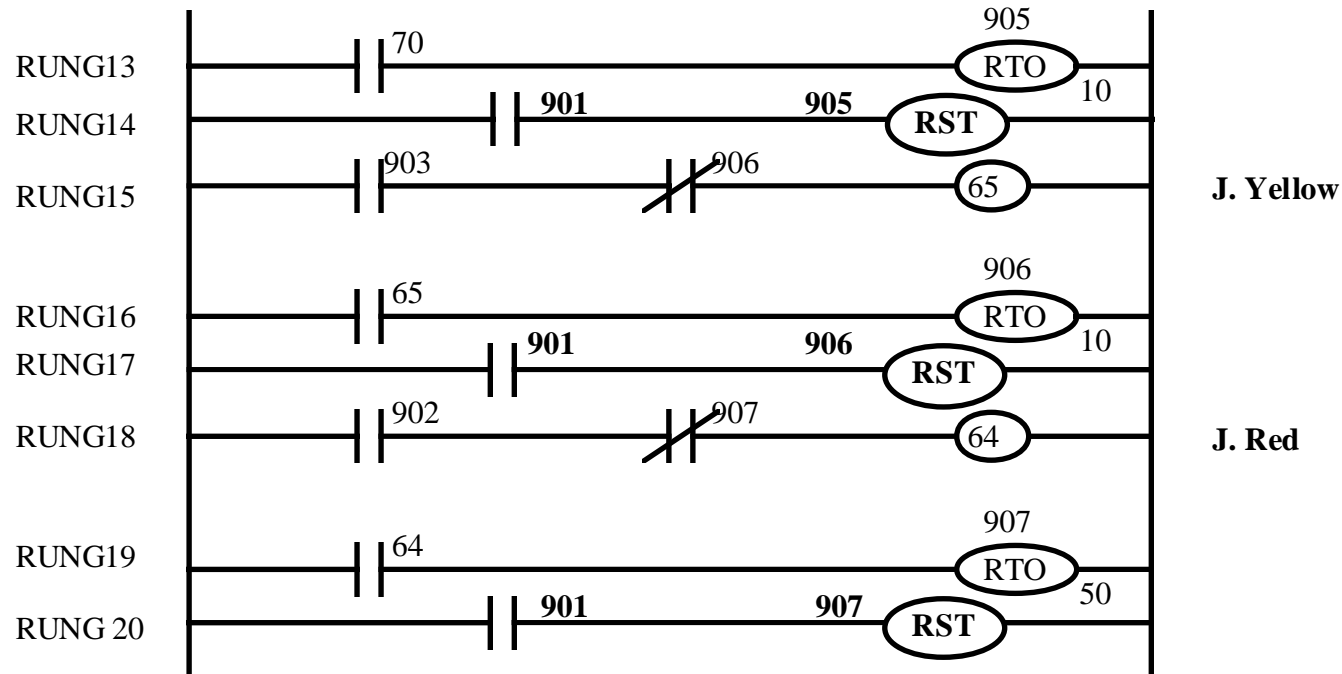 905
70
RUNG13 RTO
10
901 905
RUNG14 RST
903 906
RUNG15 65 J. Yellow
906
65
RUNG16 RTO
10
901 906
RUNG17 RST
902 907
RUNG18 64 J. Red
907
64
RUNG19 RTO
50
901 907
RUNG 20 RST